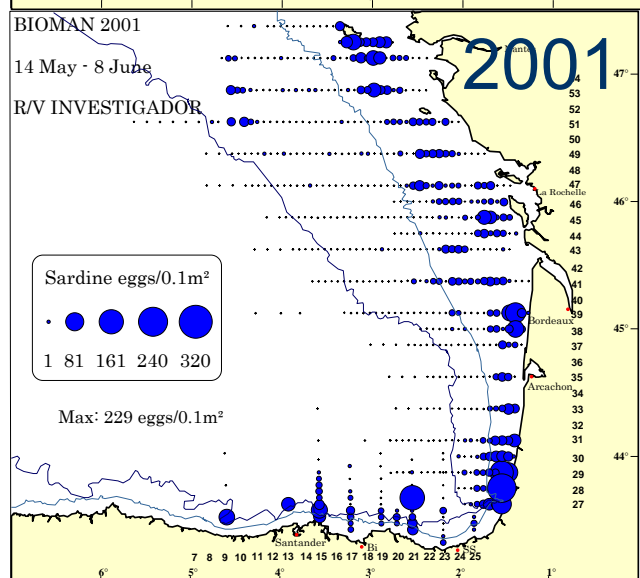 BIOMAN 2001
2001
14 May - 8 June
R/V INVESTIGADOR
Nante
47°
54
53
52
51
50
49
48
47
La Rochelle
46
45
44
43
42
41
40
39
Bordeaux
45°
38
37
36
35
Arcachon
34
33
32
31
30
44°
29
28
27
Sardine eggs/0.1m²
1 81 161 240 320
Max: 229 eggs/0.1m²
Santander
Bi
SS
7 8 9 10 11 12 13 14 15 16 17 18 19 20 21 22 23 24 25
6° 5° 4° 3° 2° 1°